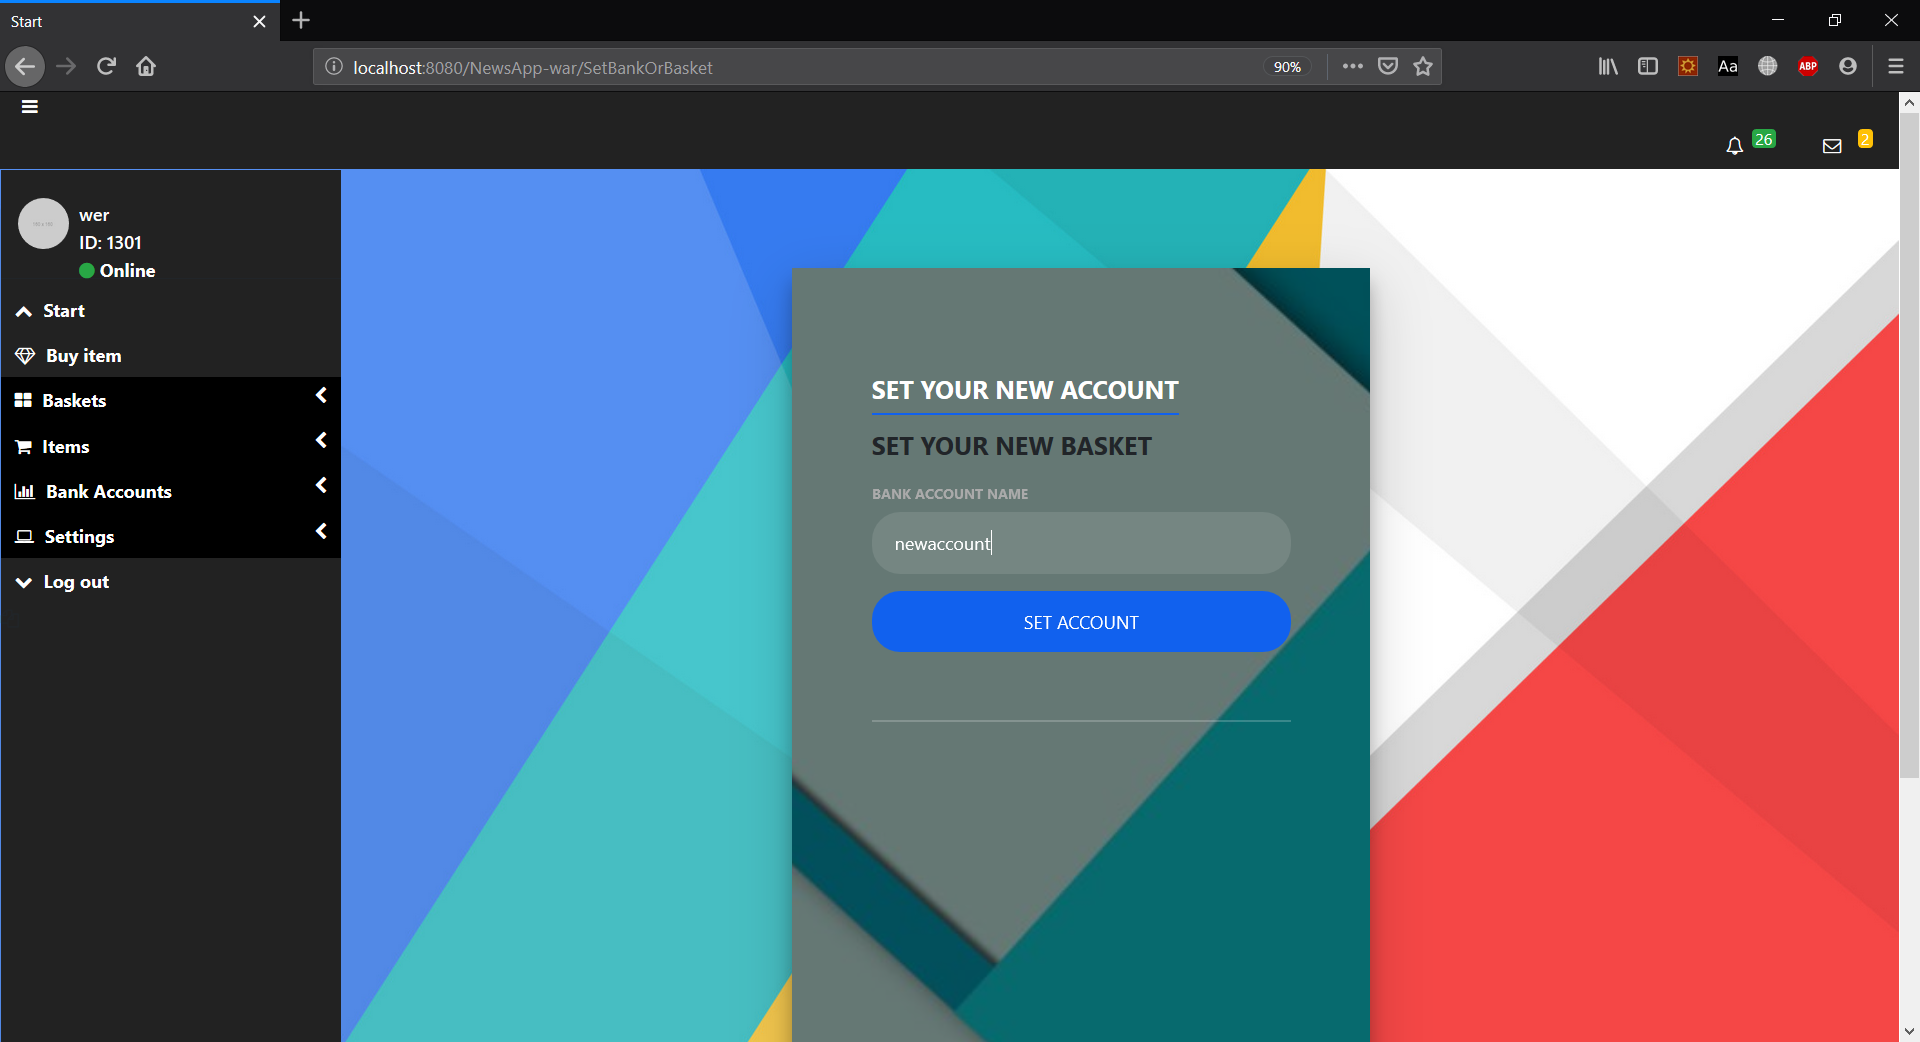 Start
localhost:8080/NewsApp-war/SetBankOrBasket
90%
Aa
ABP
26
2
wer
ID: 1301
Online
Start
Buy item
Baskets
Items
Bank Accounts
Settings
Log out
SET YOUR NEW ACCOUNT
SET YOUR NEW BASKET
BANK ACCOUNT NAME
newaccount
SET ACCOUNT